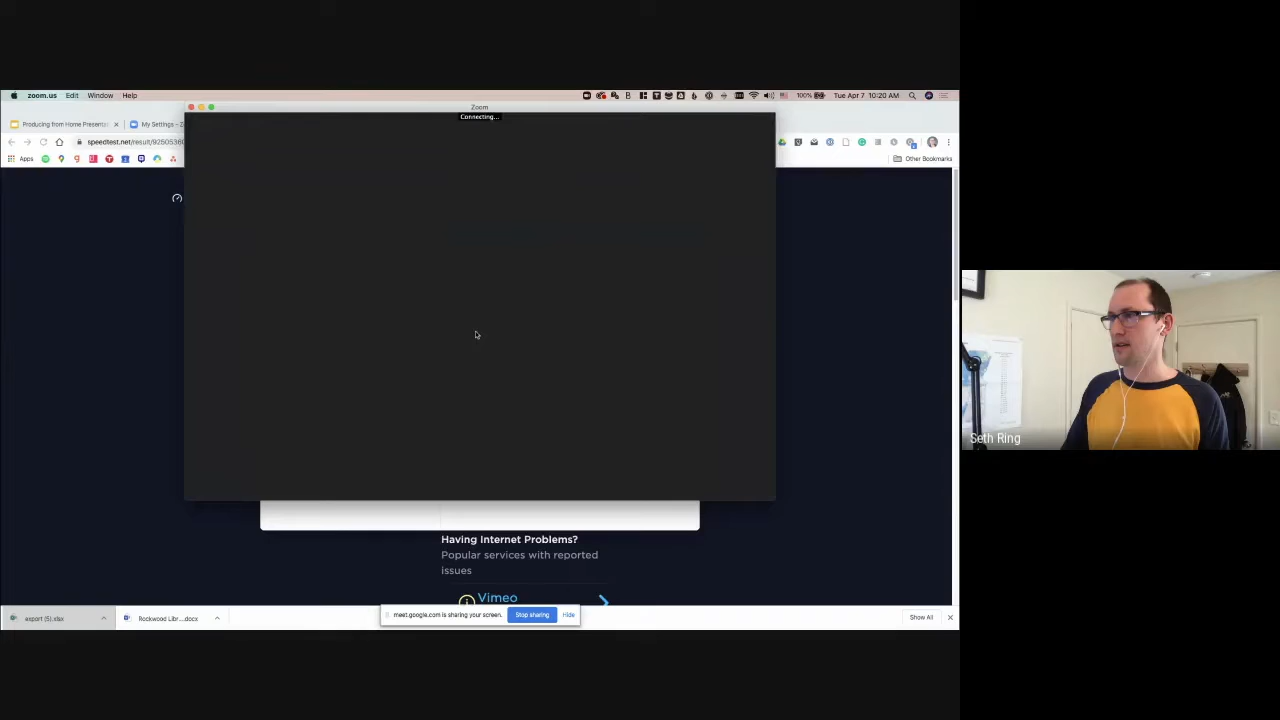 zoom.us Edit Window Help
100%
Tue Apr 7 10:20 AM
Zoom
Connecting...
Producing from Home Presenta
My Settings - Z
speedtest.net/result/9260536
Apps
Other Bookmarks
Having Internet Problems?
Popular services with reported
issues
Vimeo
meet.google.com is sharing your screen.
Stop sharing
Hide
export (5).xlsx
Rockwood Libr....docx
Show All
Seth Ring